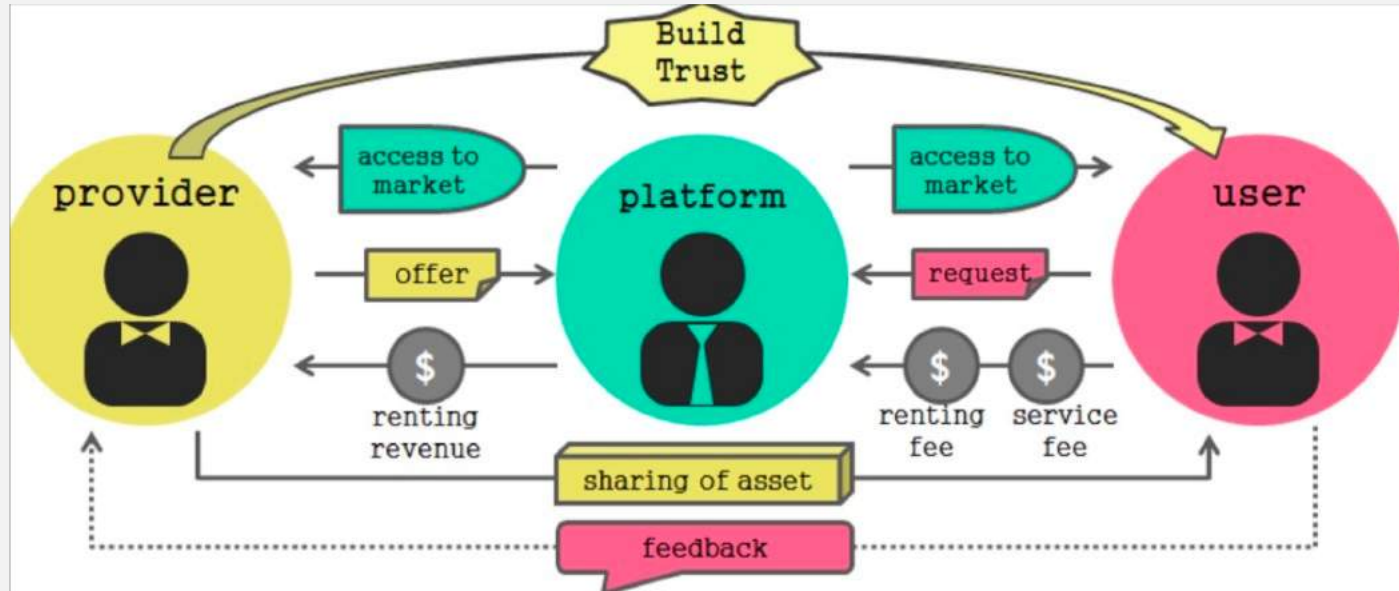 Build
Trust
access to
market
access to
market
provider
platform
user
offer
request
$
$
$
renting
revenue
renting
fee
service
fee
sharing of asset
feedback